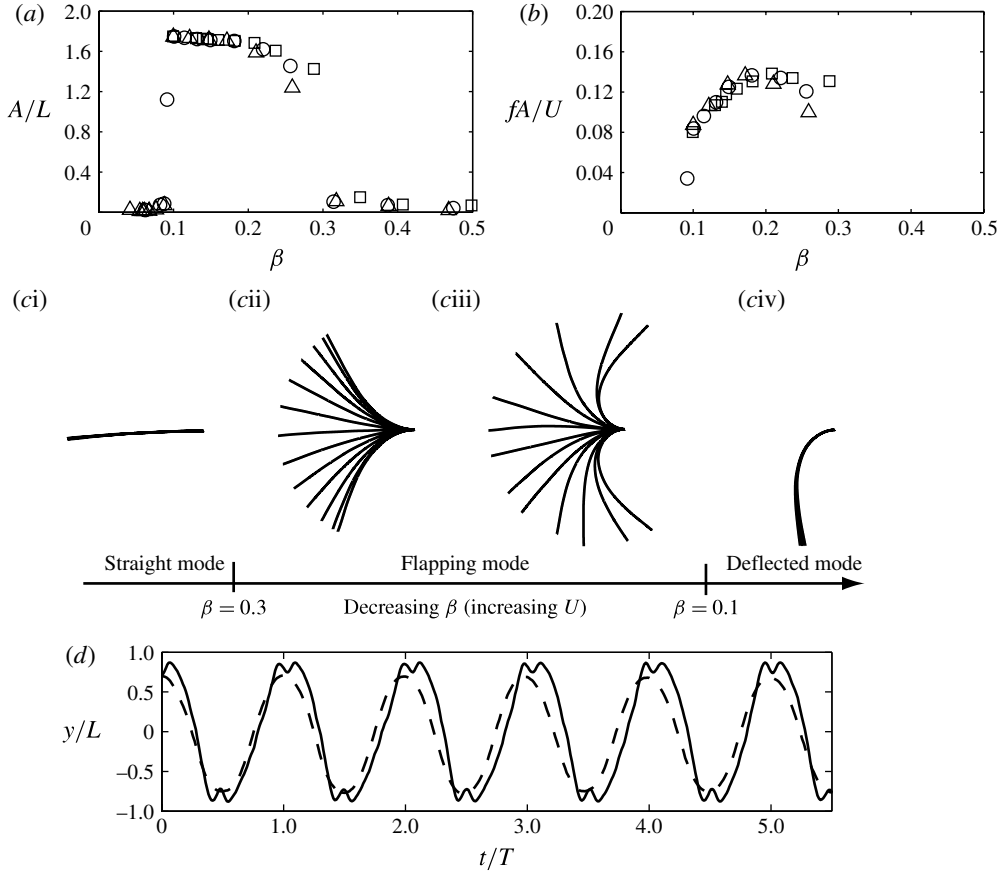 (a)
(b)
2.0
1.6
1.2
0.8
0.4
0
A/L
0.1
0.2
0.3
0.4
0.5
β
0.20
0.16
0.12
0.08
0.04
0
fA/U
0.1
0.2
0.3
0.4
0.5
β
(ci)
(cii)
(ciii)
(civ)
Straight mode
Flapping mode
Deflected mode
β = 0.3
Decreasing β (increasing U)
β = 0.1
(d)
1.0
0.5
0
–0.5
–1.0
y/L
0
1.0
2.0
3.0
4.0
5.0
t/T